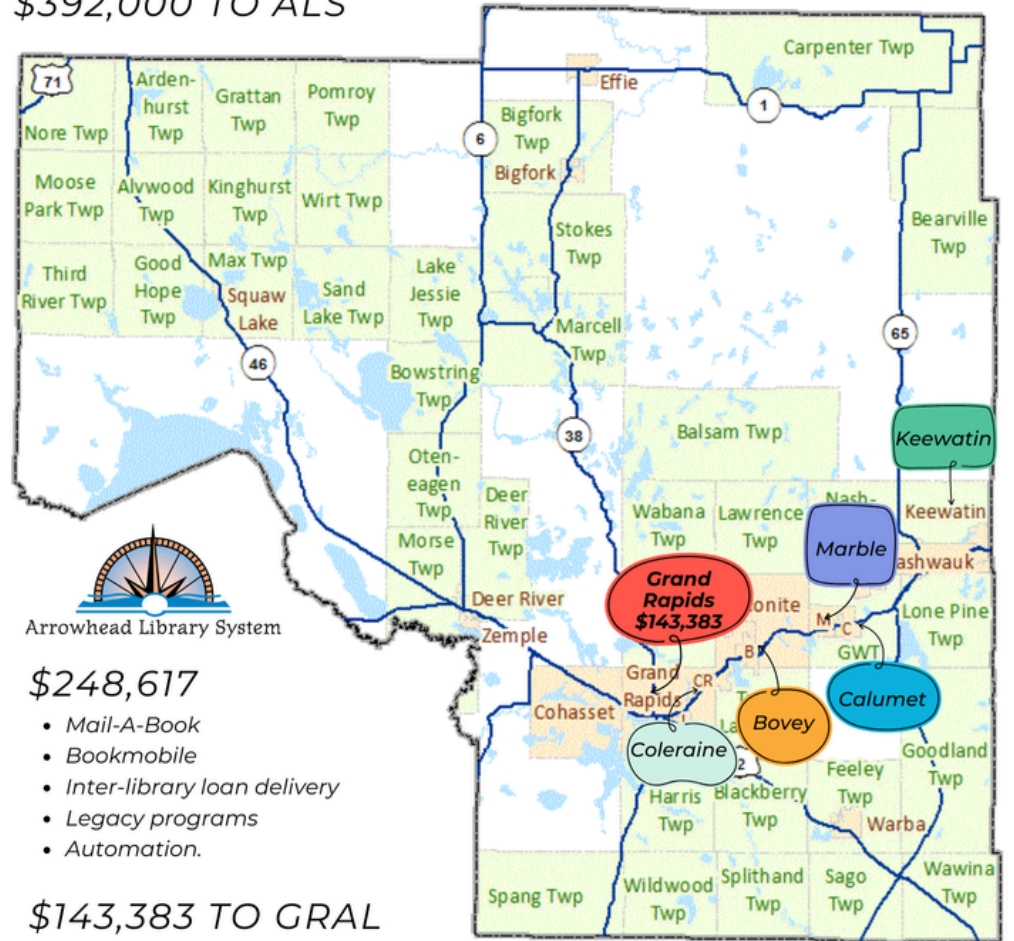 $392,000 TO ALS
71
Arden-
hurst
Twp
Grattan
Twp
Pomroy
Twp
Nore Twp
Carpenter Twp
Effie
1
6
Bigfork
Twp
Bigfork
Moose
Park Twp
Alvwood
Twp
Kinghurst
Twp
Wirt Twp
Stokes
Twp
Bearville
Twp
Third
River Twp
Good
Hope
Twp
Max Twp
Squaw
Lake
Sand
Lake Twp
Lake
Jessie
Twp
Marcell
Twp
65
46
Bowstring
Twp
38
Balsam Twp
Keewatin
Oten-
eagen
Twp
Deer
River
Twp
Wabana
Twp
Lawrence
Twp
Nash-
Keewatin
Marble
ashwauk
Morse
Twp
Grand
Rapids
$143,383
onite
M
C
Lone Pine
Twp
Deer River
Zemple
B
GWT
Arrowhead Library System
Grand
Rapids
CR
Cohasset
Calumet
Bovey
Coleraine
T
La
2
Goodland
Twp
$248,617
• Mail-A-Book
• Bookmobile
• Inter-library loan delivery
• Legacy programs
• Automation.
Harris
Twp
Blackberry
Twp
Feeley
Twp
Warba
Spang Twp
Wildwood
Twp
Splithand
Twp
Sago
Twp
Wawina
Twp
$143,383 TO GRAL